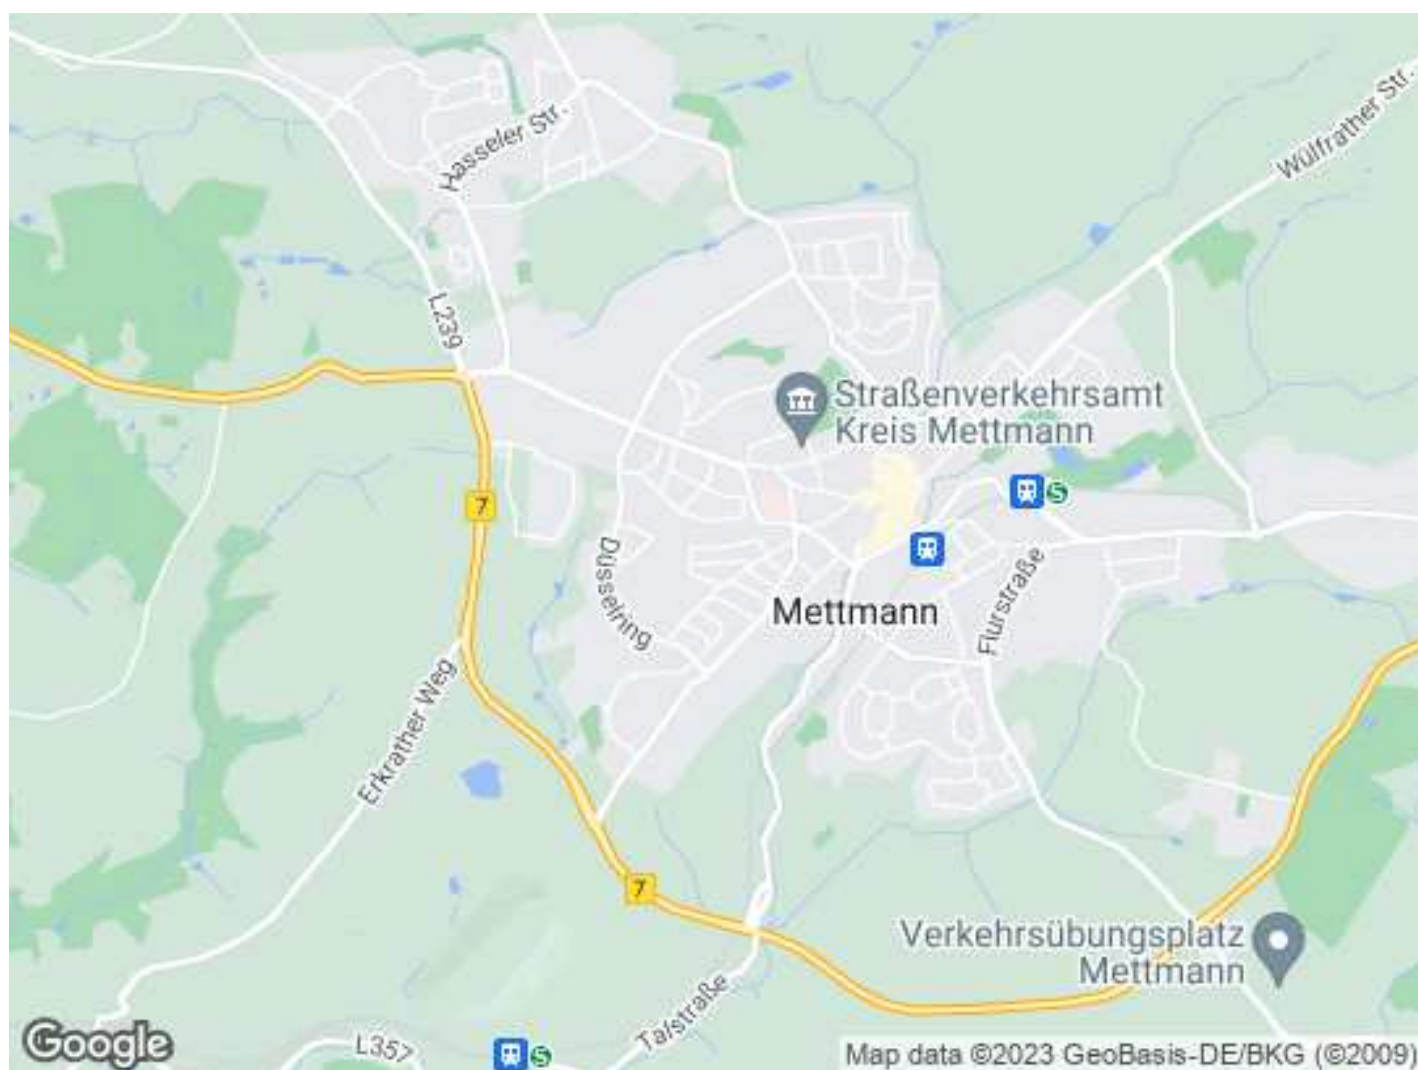 Wülfrather Str.
Hasseler Str.
L239
Straßenverkehrsamt
Kreis Mettmann
S
7
Düsselring
Mettmann
Flurstraße
Erkrather Weg
7
Verkehrsübungsplatz
Mettmann
Talstraße
Google
L357
S
Map data ©2023 GeoBasis-DE/BKG (©2009)